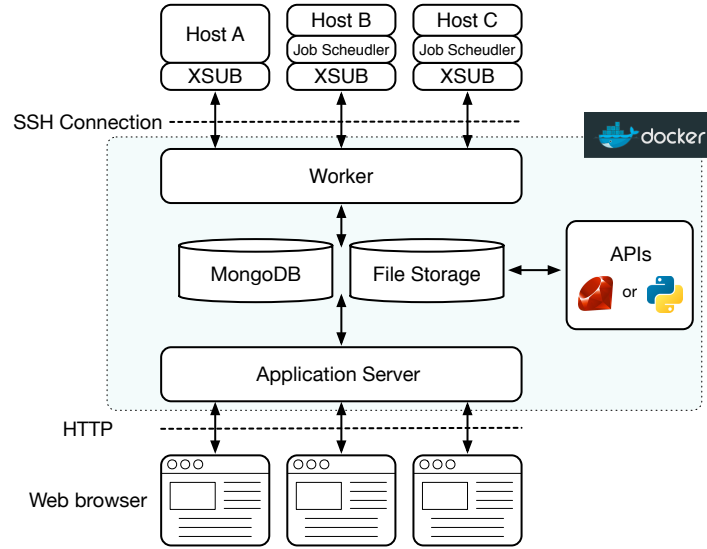 Host A
Host B
Host C
Job Scheudler
Job Scheudler
XSUB
XSUB
XSUB
SSH Connection
docker
Worker
MongoDB
File Storage
APIs
or
Application Server
HTTP
Web browser